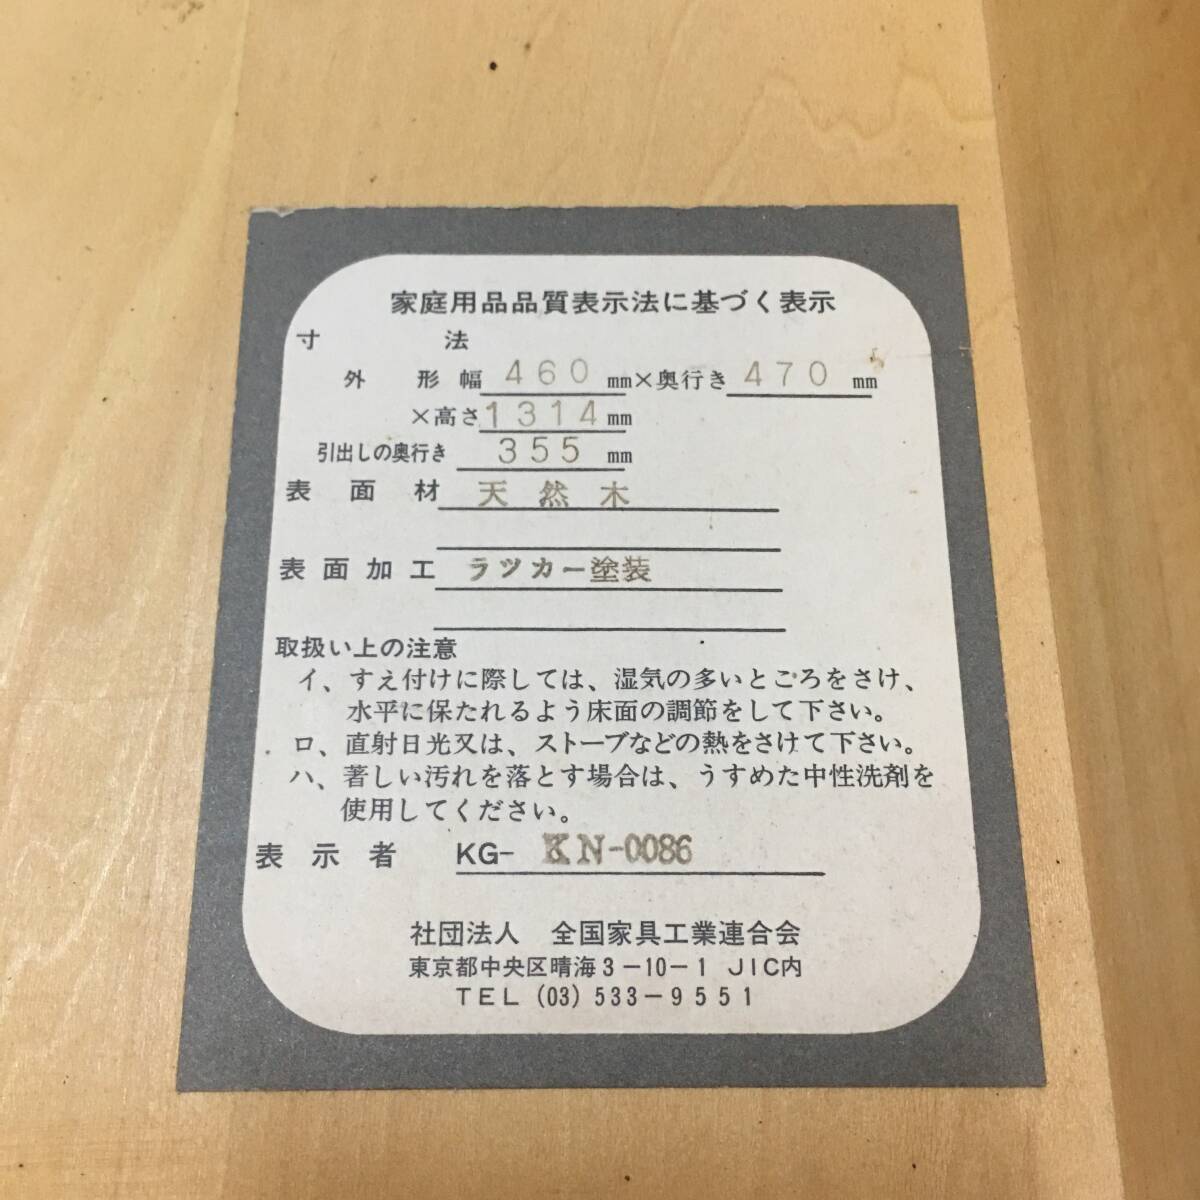 家庭用品品質表示法に基づく表示
寸 法
外 形 幅 460 mm×奥行き 470 mm
×高さ 1314 mm
引出しの奥行き 355 mm
表 面 材 天 然 木
表 面 加 工 ラツカー塗装
取扱い上の注意
イ、すえ付けに際しては、湿気の多いところをさけ、
水平に保たれるよう床面の調節をして下さい。
ロ、直射日光又は、ストーブなどの熱をさけて下さい。
ハ、著しい汚れを落とす場合は、うすめた中性洗剤を
使用してください。
表 示 者 KG- KN-0086
社団法人 全国家具工業連合会
東京都中央区晴海3-10-1 JIC内
TEL (03) 533-9551